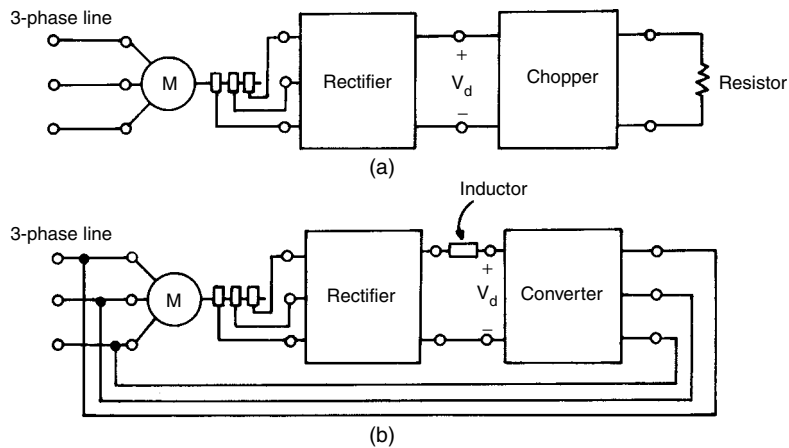 3-phase line
M
Rectifier
+
V_d
−
Chopper
Resistor
(a)
Inductor
3-phase line
M
Rectifier
+
V_d
−
Converter
(b)